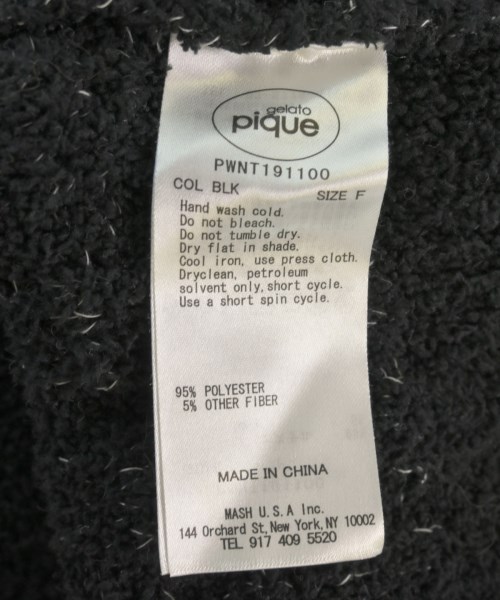 gelato
pique
PWNT191100
COL BLK SIZE F
Hand wash cold.
Do not bleach.
Do not tumble dry.
Dry flat in shade.
Cool iron, use press cloth.
Dryclean, petroleum
solvent only, short cycle.
Use a short spin cycle.
95% POLYESTER
5% OTHER FIBER
MADE IN CHINA
MASH U.S.A Inc.
144 Orchard St, New York, NY 10002
TEL 917 409 5520